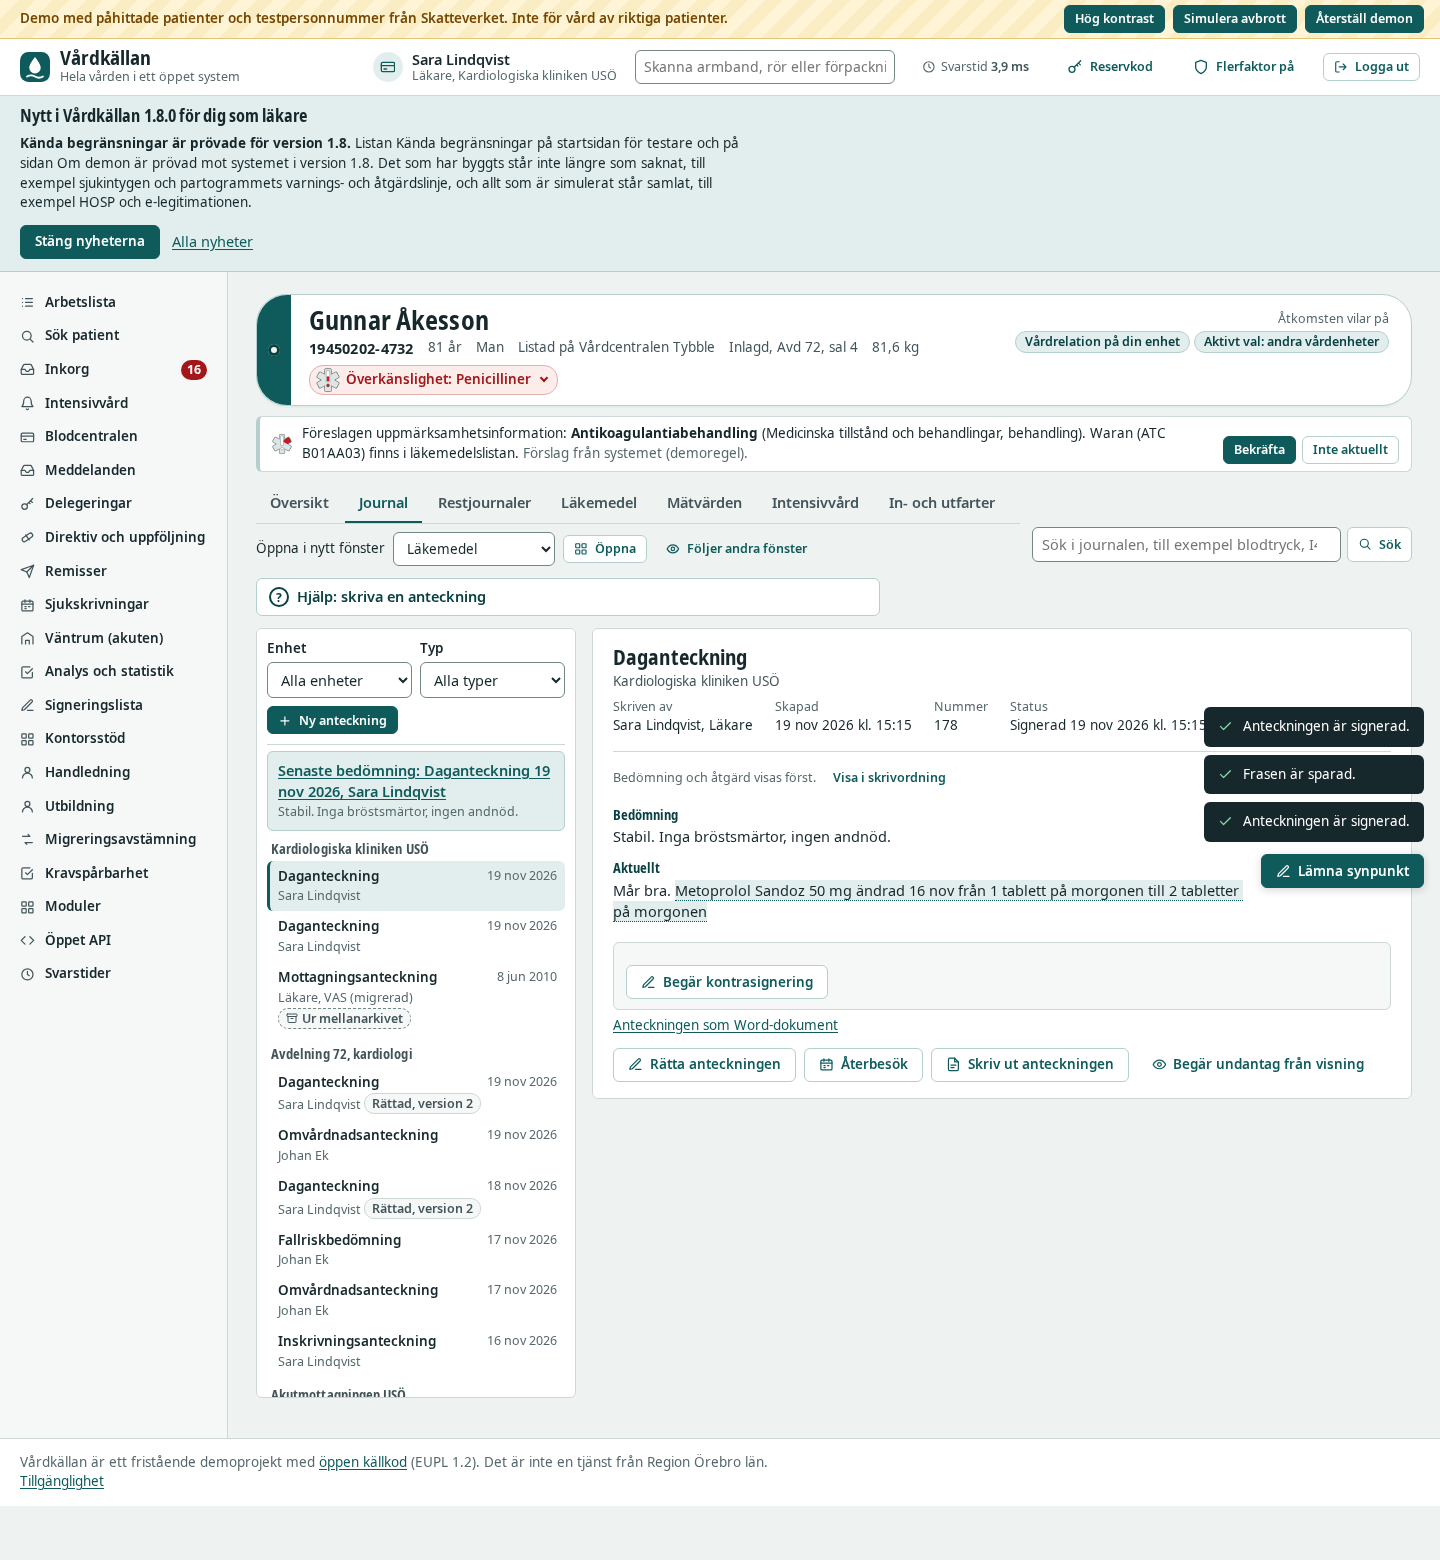 Demo med påhittade patienter och testpersonnummer från Skatteverket. Inte för vård av riktiga patienter.
Hög kontrast
Simulera avbrott
Återställ demon
Vårdkällan
Hela vården i ett öppet system
Sara Lindqvist
Läkare, Kardiologiska kliniken USÖ
Skanna armband, rör eller förpackni
Svarstid 3,9 ms
Reservkod
Flerfaktor på
Logga ut
Nytt i Vårdkällan 1.8.0 för dig som läkare
Kända begränsningar är prövade för version 1.8. Listan Kända begränsningar på startsidan för testare och på
sidan Om demon är prövad mot systemet i version 1.8. Det som har byggts står inte längre som saknat, till
exempel sjukintygen och partogrammets varnings- och åtgärdslinje, och allt som är simulerat står samlat, till
exempel HOSP och e-legitimationen.
Stäng nyheterna
Alla nyheter
Arbetslista
Sök patient
Inkorg
16
Intensivvård
Blodcentralen
Meddelanden
Delegeringar
Direktiv och uppföljning
Remisser
Sjukskrivningar
Väntrum (akuten)
Analys och statistik
Signeringslista
Kontorsstöd
Handledning
Utbildning
Migreringsavstämning
Kravspårbarhet
Moduler
Öppet API
Svarstider
Gunnar Åkesson
19450202-4732 81 år Man Listad på Vårdcentralen Tybble Inlagd, Avd 72, sal 4 81,6 kg
Överkänslighet: Penicilliner
Åtkomsten vilar på
Vårdrelation på din enhet
Aktivt val: andra vårdenheter
Föreslagen uppmärksamhetsinformation: Antikoagulantiabehandling (Medicinska tillstånd och behandlingar, behandling). Waran (ATC
B01AA03) finns i läkemedelslistan. Förslag från systemet (demoregel).
Bekräfta
Inte aktuellt
Översikt
Journal
Restjournaler
Läkemedel
Mätvärden
Intensivvård
In- och utfarter
Öppna i nytt fönster
Läkemedel
Öppna
Följer andra fönster
Sök i journalen, till exempel blodtryck, I
Sök
Hjälp: skriva en anteckning
Enhet
Typ
Alla enheter
Alla typer
Ny anteckning
Senaste bedömning: Daganteckning 19
nov 2026, Sara Lindqvist
Stabil. Inga bröstsmärtor, ingen andnöd.
Kardiologiska kliniken USÖ
Daganteckning 19 nov 2026
Sara Lindqvist
Daganteckning 19 nov 2026
Sara Lindqvist
Mottagningsanteckning 8 jun 2010
Läkare, VAS (migrerad)
Ur mellanarkivet
Avdelning 72, kardiologi
Daganteckning 19 nov 2026
Sara Lindqvist Rättad, version 2
Omvårdnadsanteckning 19 nov 2026
Johan Ek
Daganteckning 18 nov 2026
Sara Lindqvist Rättad, version 2
Fallriskbedömning 17 nov 2026
Johan Ek
Omvårdnadsanteckning 17 nov 2026
Johan Ek
Inskrivningsanteckning 16 nov 2026
Sara Lindqvist
Akutmottagningen USÖ
Daganteckning
Kardiologiska kliniken USÖ
Skriven av
Sara Lindqvist, Läkare
Skapad
19 nov 2026 kl. 15:15
Nummer
178
Status
Signerad 19 nov 2026 kl. 15:15
Bedömning och åtgärd visas först.
Visa i skrivordning
Bedömning
Stabil. Inga bröstsmärtor, ingen andnöd.
Aktuellt
Mår bra. Metoprolol Sandoz 50 mg ändrad 16 nov från 1 tablett på morgonen till 2 tabletter
på morgonen
Begär kontrasignering
Anteckningen som Word-dokument
Rätta anteckningen
Återbesök
Skriv ut anteckningen
Begär undantag från visning
Anteckningen är signerad.
Frasen är sparad.
Anteckningen är signerad.
Lämna synpunkt
Vårdkällan är ett fristående demoprojekt med öppen källkod (EUPL 1.2). Det är inte en tjänst från Region Örebro län.
Tillgänglighet